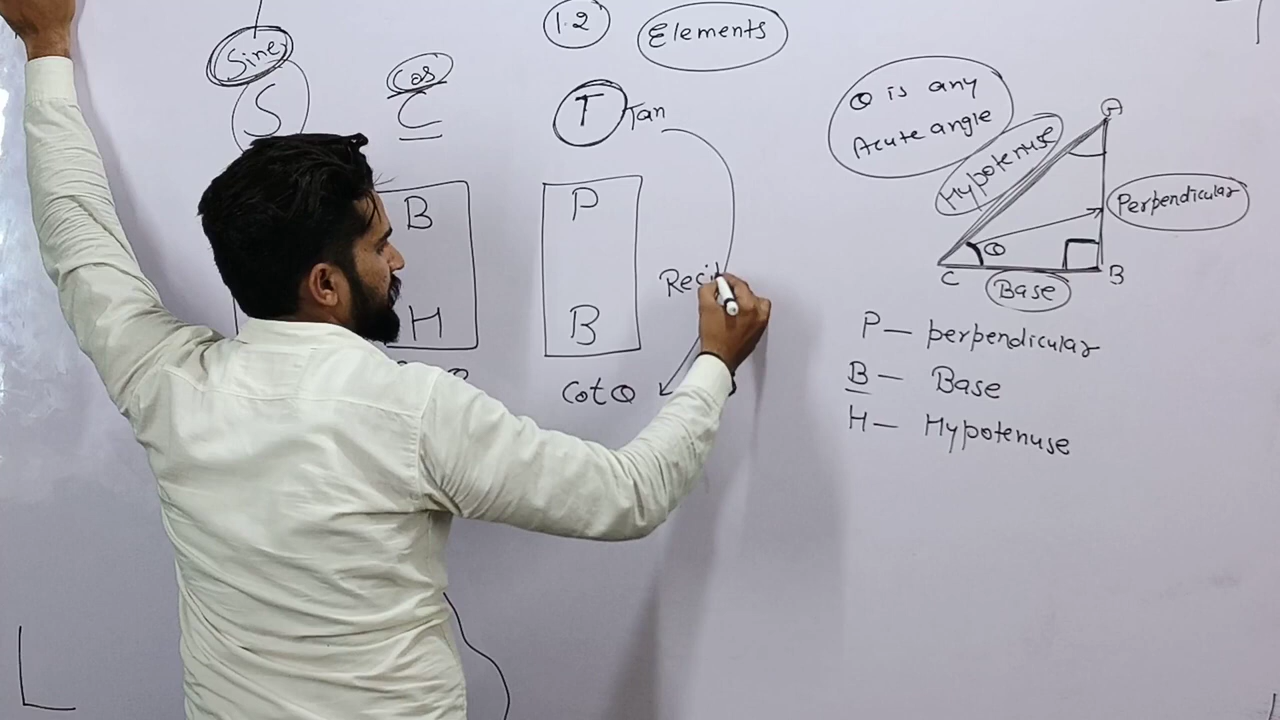 1.2
Elements
Sine
Cos
S
C
T Tan
B
H
P
B
Reci
Cot θ
θ is any
Acute angle
Hypotenuse
A
Perpendicular
θ
C
B
Base
P — perpendicular
B — Base
H — Hypotenuse